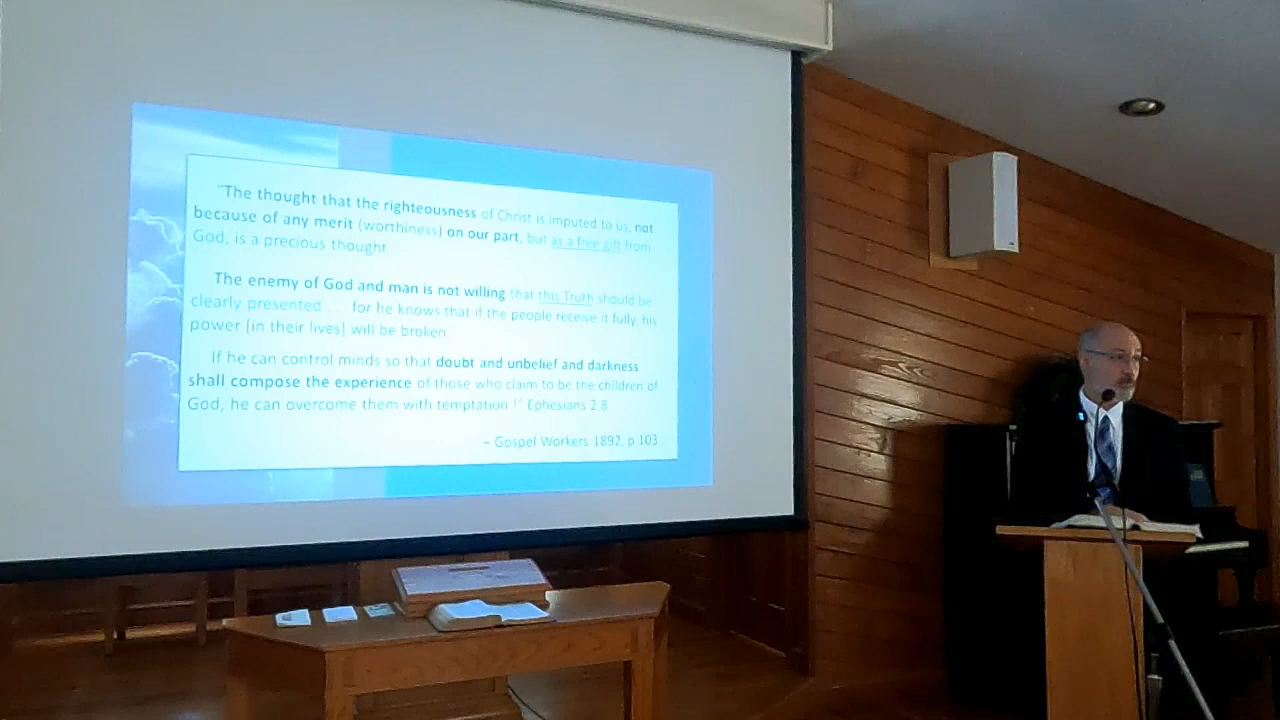 "The thought that the righteousness of Christ is imputed to us, not
because of any merit (worthiness) on our part, but as a free gift from
God, is a precious thought
The enemy of God and man is not willing that this Truth should be
clearly presented . . for he knows that if the people receive it fully, his
power [in their lives] will be broken
If he can control minds so that doubt and unbelief and darkness
shall compose the experience of those who claim to be the children of
God, he can overcome them with temptation !" Ephesians 2:8
– Gospel Workers 1892, p 103